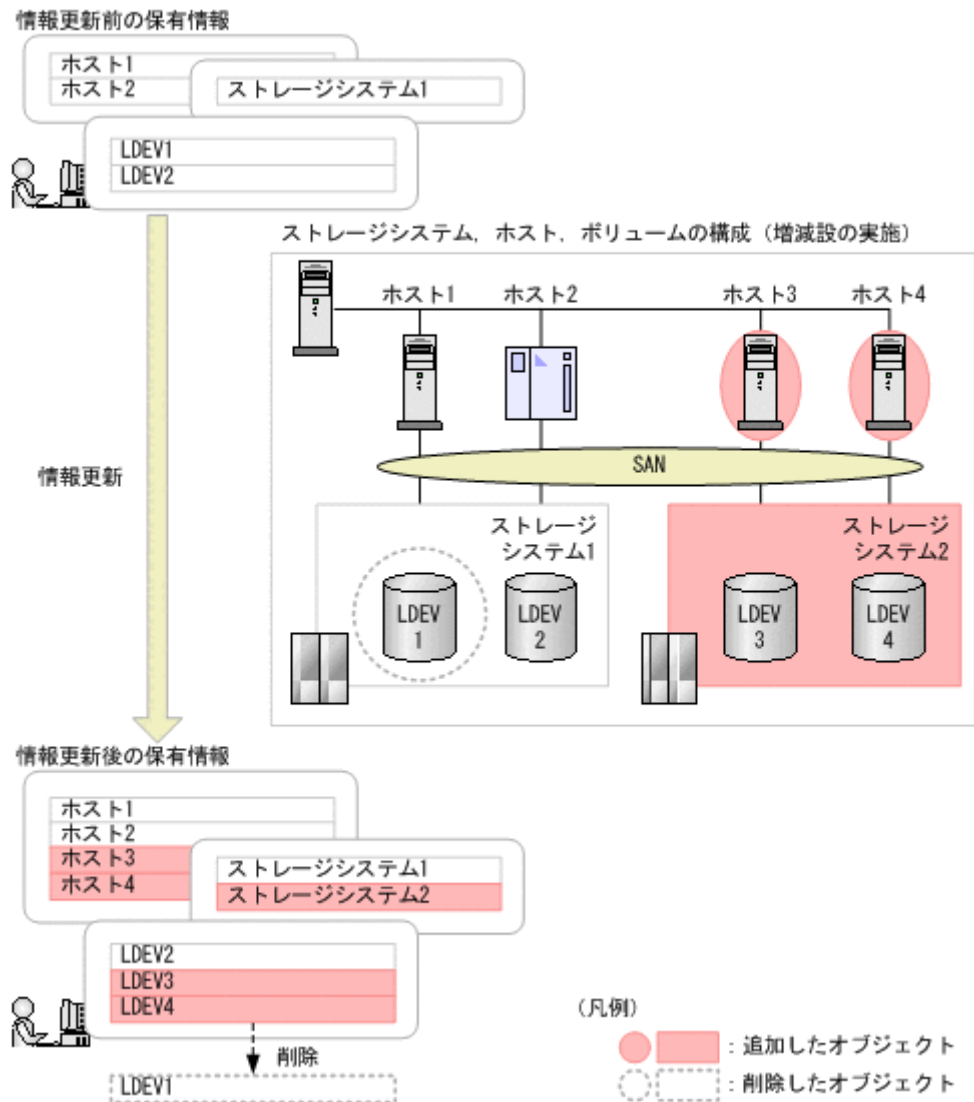 情報更新前の保有情報
ホスト1
ホスト2
ストレージシステム1
LDEV1
LDEV2
ストレージシステム, ホスト, ボリュームの構成（増減設の実施）
ホスト1
ホスト2
ホスト3
ホスト4
情報更新
SAN
ストレージ
システム1
LDEV
1
LDEV
2
ストレージ
システム2
LDEV
3
LDEV
4
情報更新後の保有情報
ホスト1
ホスト2
ホスト3
ホスト4
ストレージシステム1
ストレージシステム2
LDEV2
LDEV3
LDEV4
削除
LDEV1
（凡例）
：追加したオブジェクト
：削除したオブジェクト